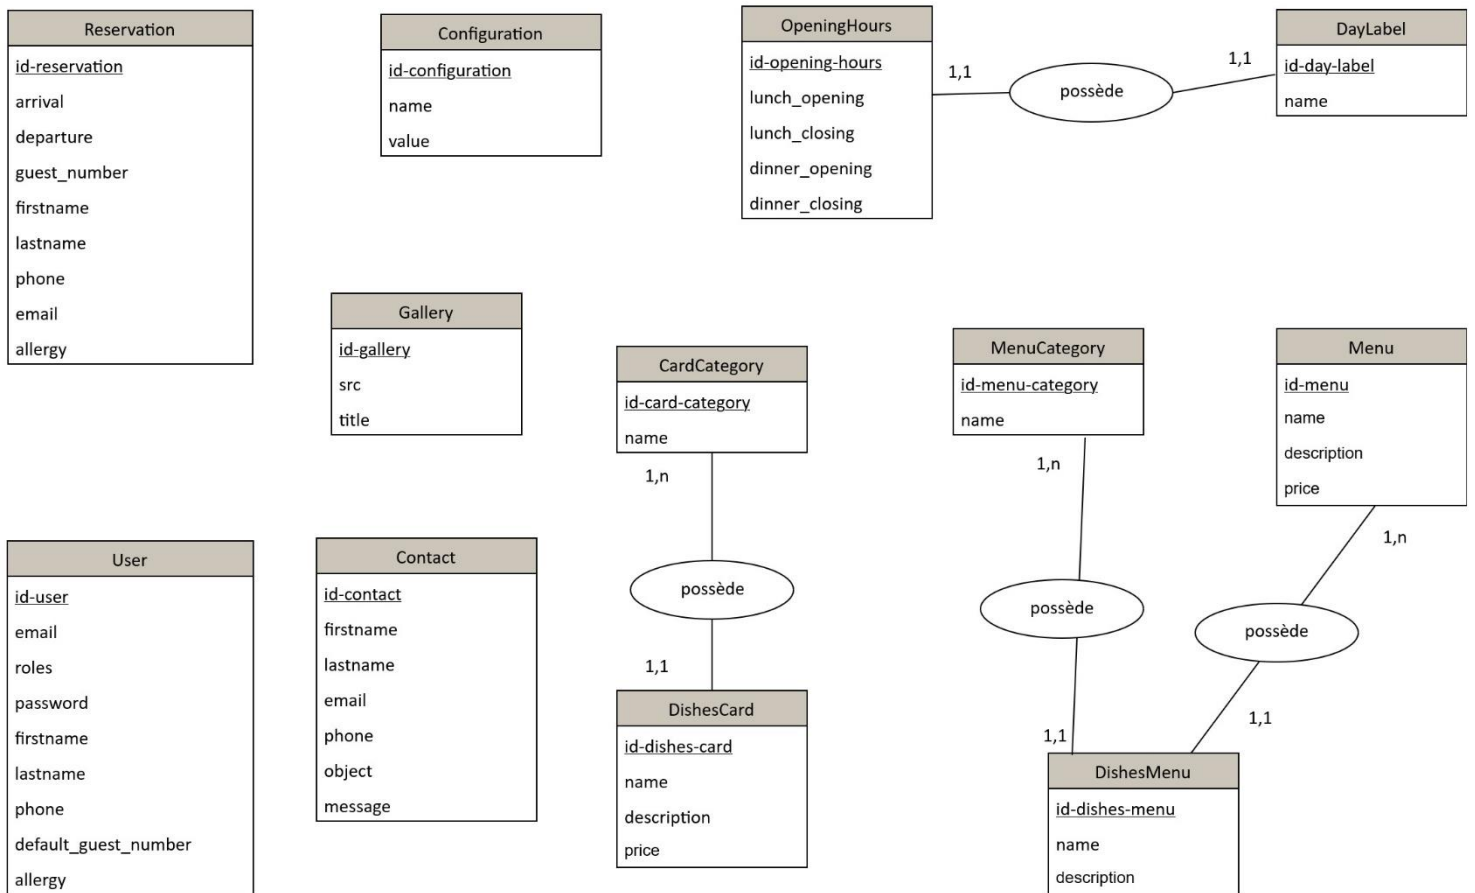 Reservation
id-reservation
arrival
departure
guest_number
firstname
lastname
phone
email
allergy
Configuration
id-configuration
name
value
OpeningHours
id-opening-hours
lunch_opening
lunch_closing
dinner_opening
dinner_closing
1,1
possède
1,1
DayLabel
id-day-label
name
Gallery
id-gallery
src
title
CardCategory
id-card-category
name
1,n
possède
1,1
DishesCard
id-dishes-card
name
description
price
MenuCategory
id-menu-category
name
1,n
possède
1,1
Menu
id-menu
name
description
price
1,n
possède
1,1
DishesMenu
id-dishes-menu
name
description
User
id-user
email
roles
password
firstname
lastname
phone
default_guest_number
allergy
Contact
id-contact
firstname
lastname
email
phone
object
message